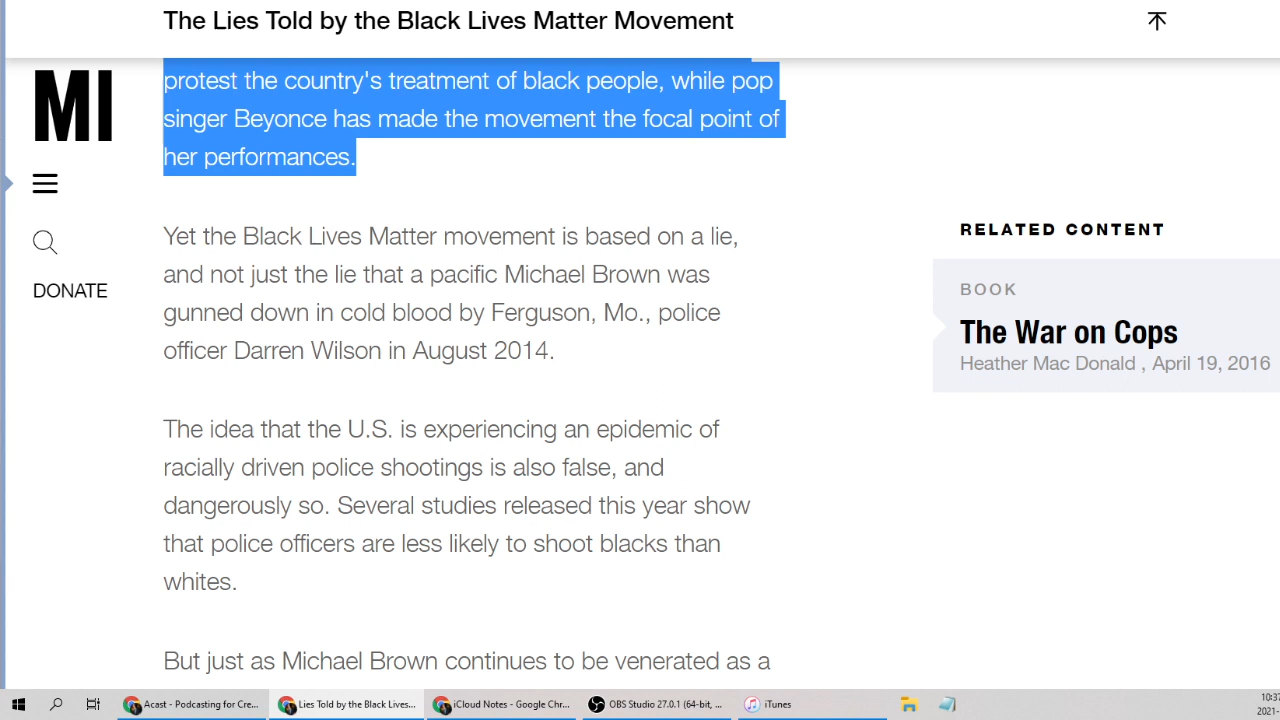 The Lies Told by the Black Lives Matter Movement
MI
DONATE
protest the country's treatment of black people, while pop
singer Beyonce has made the movement the focal point of
her performances.
Yet the Black Lives Matter movement is based on a lie,
and not just the lie that a pacific Michael Brown was
gunned down in cold blood by Ferguson, Mo., police
officer Darren Wilson in August 2014.
The idea that the U.S. is experiencing an epidemic of
racially driven police shootings is also false, and
dangerously so. Several studies released this year show
that police officers are less likely to shoot blacks than
whites.
But just as Michael Brown continues to be venerated as a
RELATED CONTENT
BOOK
The War on Cops
Heather Mac Donald , April 19, 2016
Acast - Podcasting for Cre...
Lies Told by the Black Lives...
iCloud Notes - Google Chr...
OBS Studio 27.0.1 (64-bit, ...
iTunes
10:37
2021-